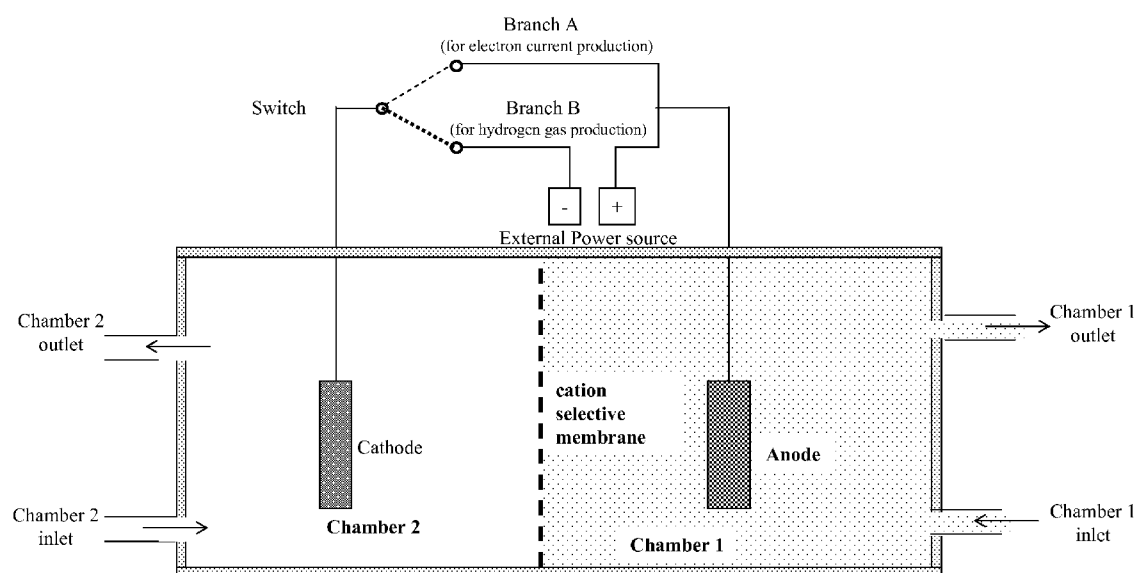 Branch A
(for electron current production)
Switch
Branch B
(for hydrogen gas production)
-
+
External Power source
Chamber 2
outlet
Chamber 1
outlet
cation
selective
membrane
Cathode
Anode
Chamber 2
inlet
Chamber 2
Chamber 1
Chamber 1
inlet